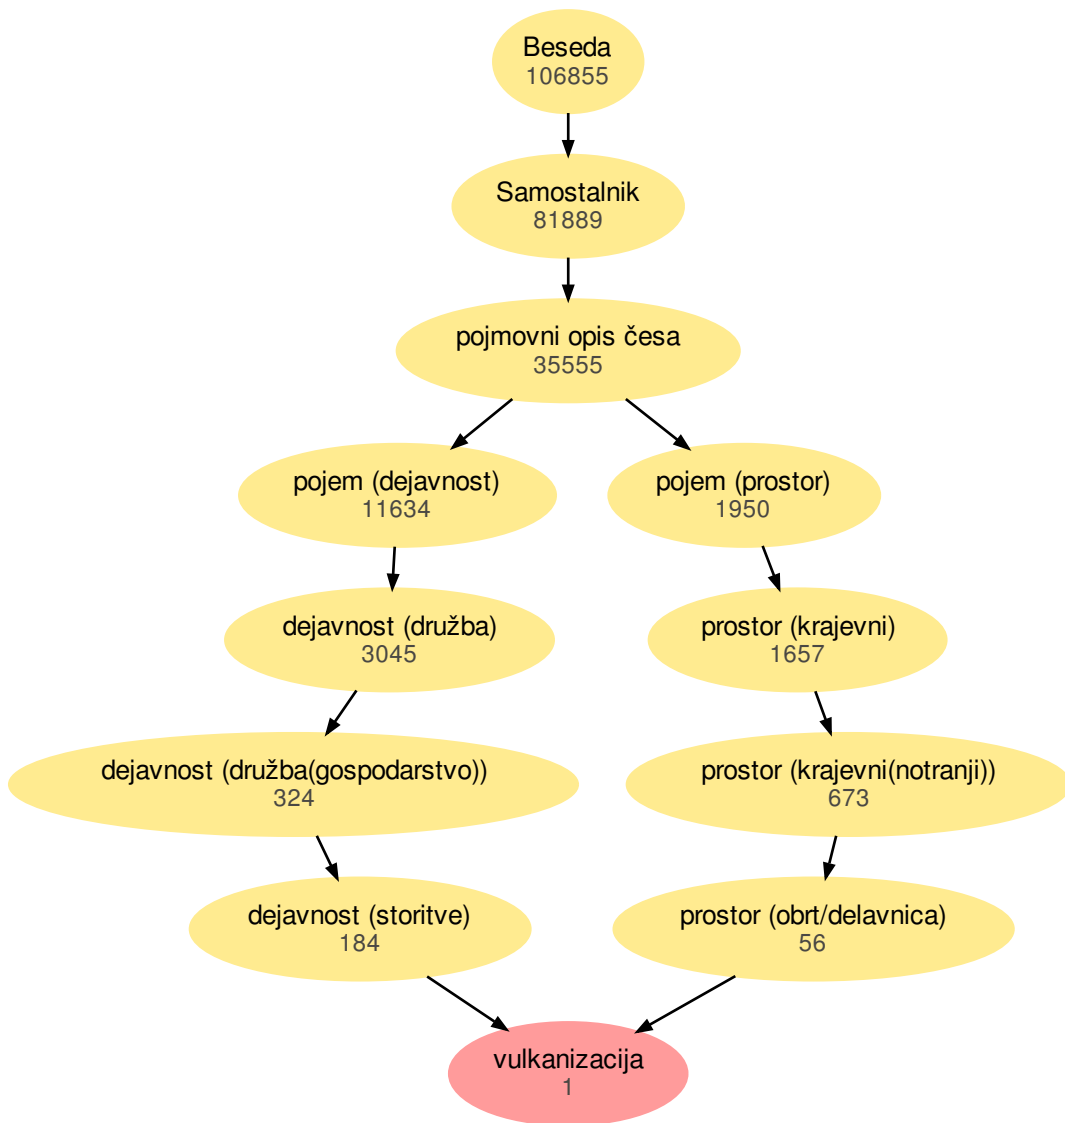 Beseda
106855
Samostalnik
81889
pojmovni opis česa
35555
pojem (dejavnost)
11634
pojem (prostor)
1950
dejavnost (družba)
3045
prostor (krajevni)
1657
dejavnost (družba(gospodarstvo))
324
prostor (krajevni(notranji))
673
dejavnost (storitve)
184
prostor (obrt/delavnica)
56
vulkanizacija
1